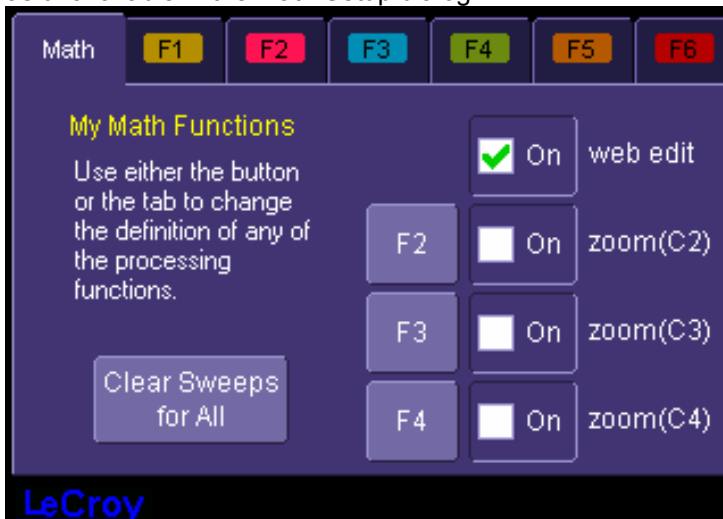 Math F1 F2 F3 F4 F5 F6
My Math Functions
Use either the button
or the tab to change
the definition of any of
the processing
functions.
Clear Sweeps
for All
On web edit
F2 On zoom(C2)
F3 On zoom(C3)
F4 On zoom(C4)
LeCroy